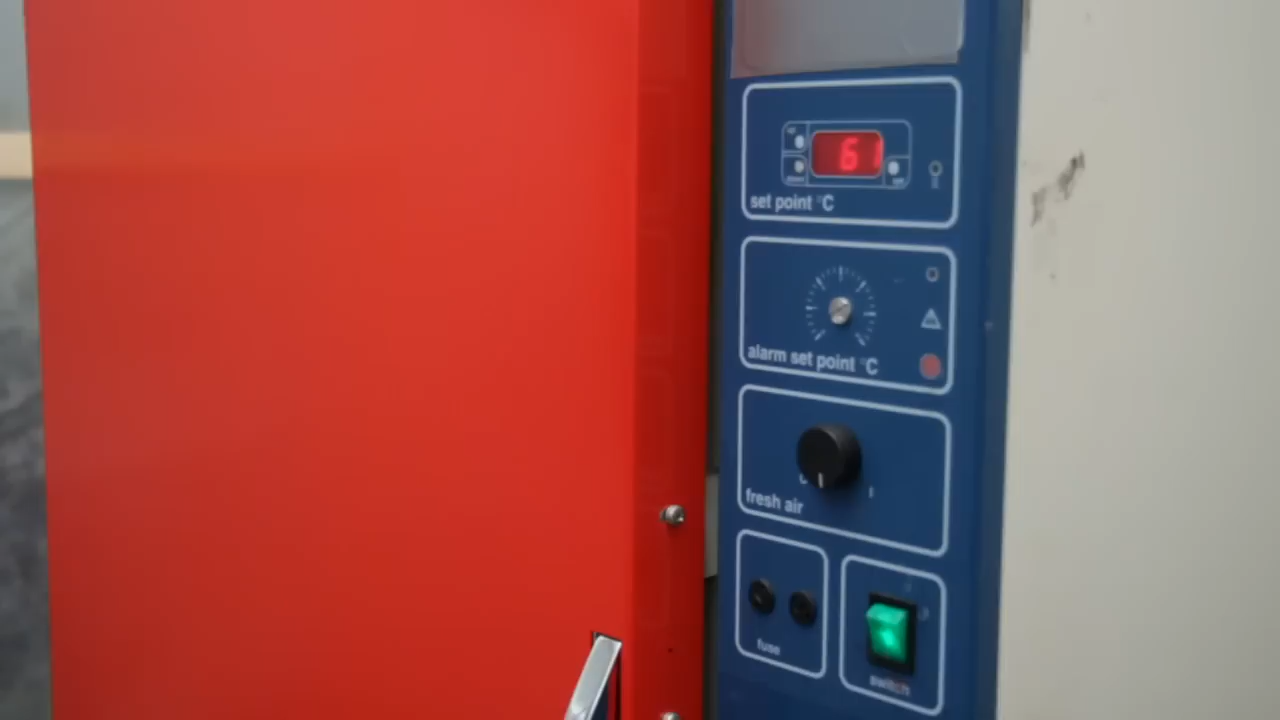 61
set point °C
alarm set point °C
fresh air
fuse
switch